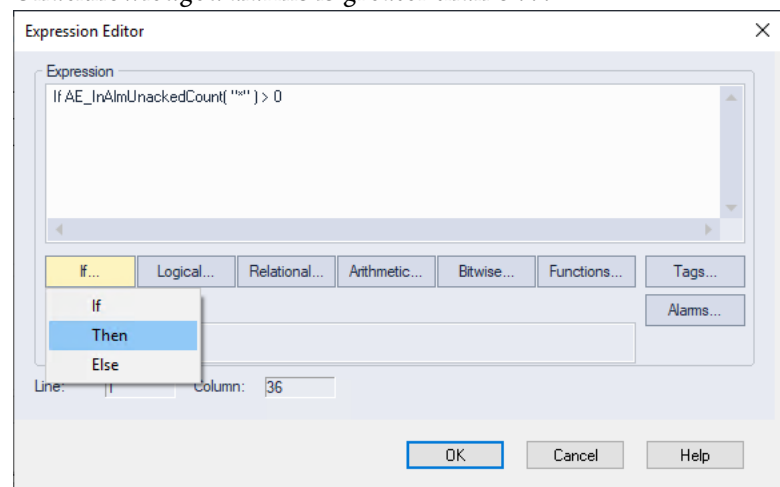 Expression Editor
Expression
If AE_InAlmUnackedCount( "*" ) > 0
If... Logical... Relational... Arithmetic... Bitwise... Functions... Tags...
If
Alarms...
Then
Else
Line: Column: 36
OK Cancel Help